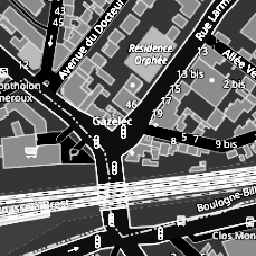 43
45
Avenue du Docteur
Rue Larm
Résidence
Orphée
13
Allée Ve
12
13 bis
2 bis
15
17
46
19
Gazelec
8
5
9 bis
P
Boulogne-Bill
Clos Mon